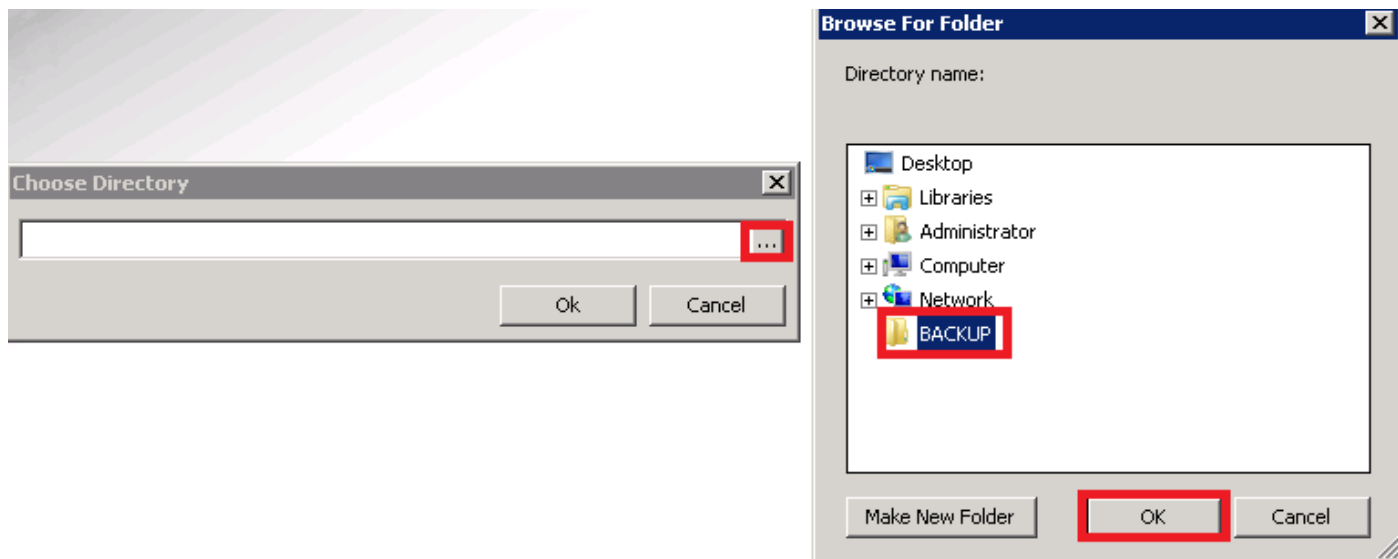 Choose Directory
...
Ok
Cancel
Browse For Folder
Directory name:
Desktop
Libraries
Administrator
Computer
Network
BACKUP
Make New Folder
OK
Cancel